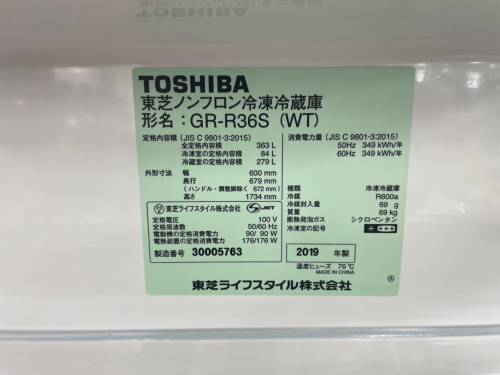 TOSHIBA
東芝ノンフロン冷凍冷蔵庫
形名：GR-R36S (WT)
定格内容積 (JIS C 9801-3:2015)
全定格内容積 363 L
冷凍室の定格内容積 84 L
冷蔵室の定格内容積 279 L
外形寸法 幅 600 mm
奥行 679 mm
(ハンドル・調整脚除く 672 mm)
高さ 1734 mm
東芝ライフスタイル株式会社 JET
定格電圧 100 V
定格周波数 50/60 Hz
電動機の定格消費電力 90/ 90 W
電熱装置の定格消費電力 176/176 W
製造番号 30005763
消費電力量 (JIS C 9801-3:2015)
50Hz 349 kWh/年
60Hz 349 kWh/年
種類 冷凍冷蔵庫
冷媒 R600a
冷媒封入量 69 g
質量 69 kg
断熱発泡ガス シクロペンタン
冷凍室の記号
2019 年製
温度ヒューズ 76℃
MADE IN CHINA
東芝ライフスタイル株式会社